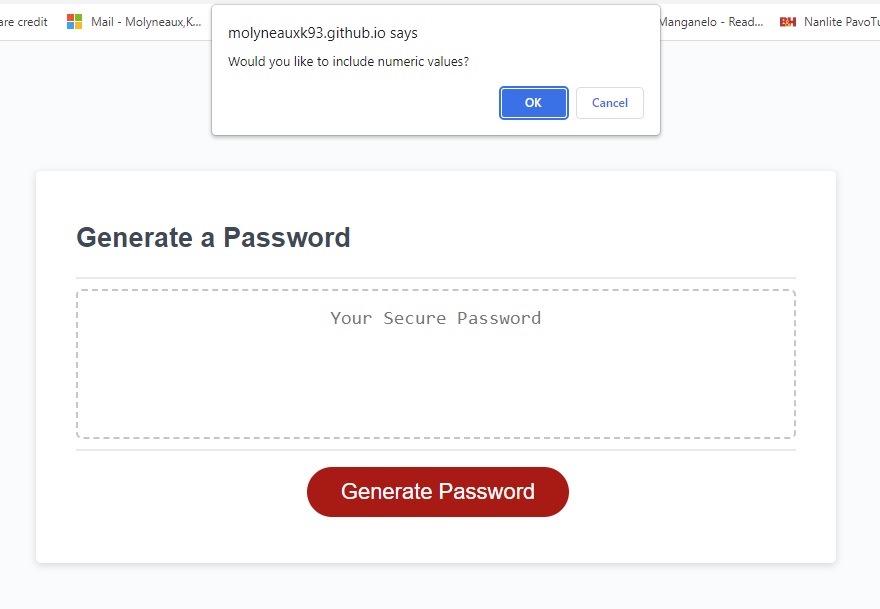 are credit
Mail - Molyneaux,K...
Manganelo - Read...
Nanlite PavoTu
molyneauxk93.github.io says
Would you like to include numeric values?
OK
Cancel
Generate a Password
Your Secure Password
Generate Password